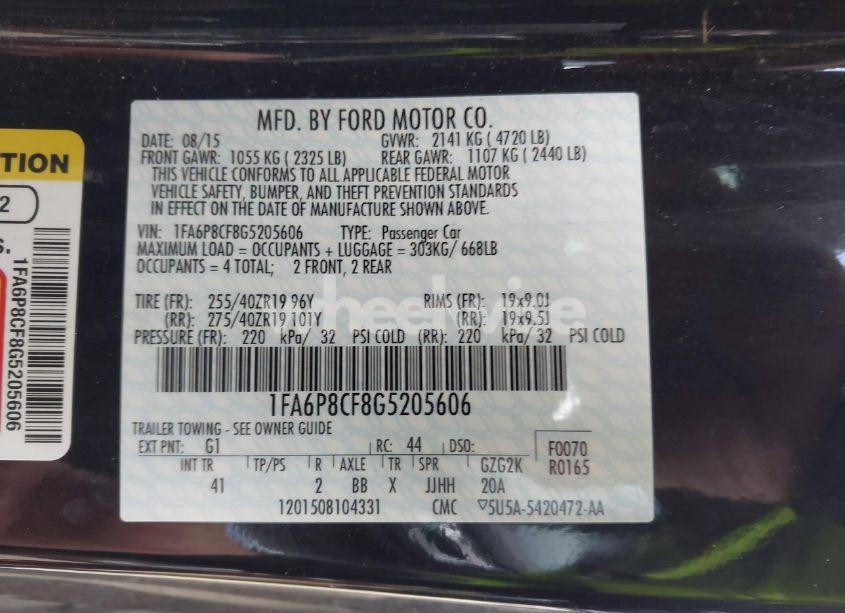 MFD. BY FORD MOTOR CO.
DATE: 08/15 GVWR: 2141 KG ( 4720 LB)
FRONT GAWR: 1055 KG ( 2325 LB) REAR GAWR: 1107 KG ( 2440 LB)
THIS VEHICLE CONFORMS TO ALL APPLICABLE FEDERAL MOTOR
VEHICLE SAFETY, BUMPER, AND THEFT PREVENTION STANDARDS
IN EFFECT ON THE DATE OF MANUFACTURE SHOWN ABOVE.
VIN: 1FA6P8CF8G5205606 TYPE: Passenger Car
MAXIMUM LOAD = OCCUPANTS + LUGGAGE = 303KG/ 668LB
OCCUPANTS = 4 TOTAL; 2 FRONT, 2 REAR
TIRE (FR): 255/40ZR19 96Y RIMS (FR): 19x9.0J
(RR): 275/40ZR19 101Y (RR): 19x9.5J
PRESSURE (FR): 220 kPa/ 32 PSI COLD (RR): 220 kPa/ 32 PSI COLD
1FA6P8CF8G5205606
TRAILER TOWING - SEE OWNER GUIDE
EXT PNT: G1 RC: 44 DSO: F0070
R0165
INT TR TP/PS R AXLE TR SPR GZG2K
41 2 BB X JJHH 20A
1201508104331 CMC ▽5U5A-5420472-AA
TION
2
S.
1FA6P8CF8G5205606
wheelwise